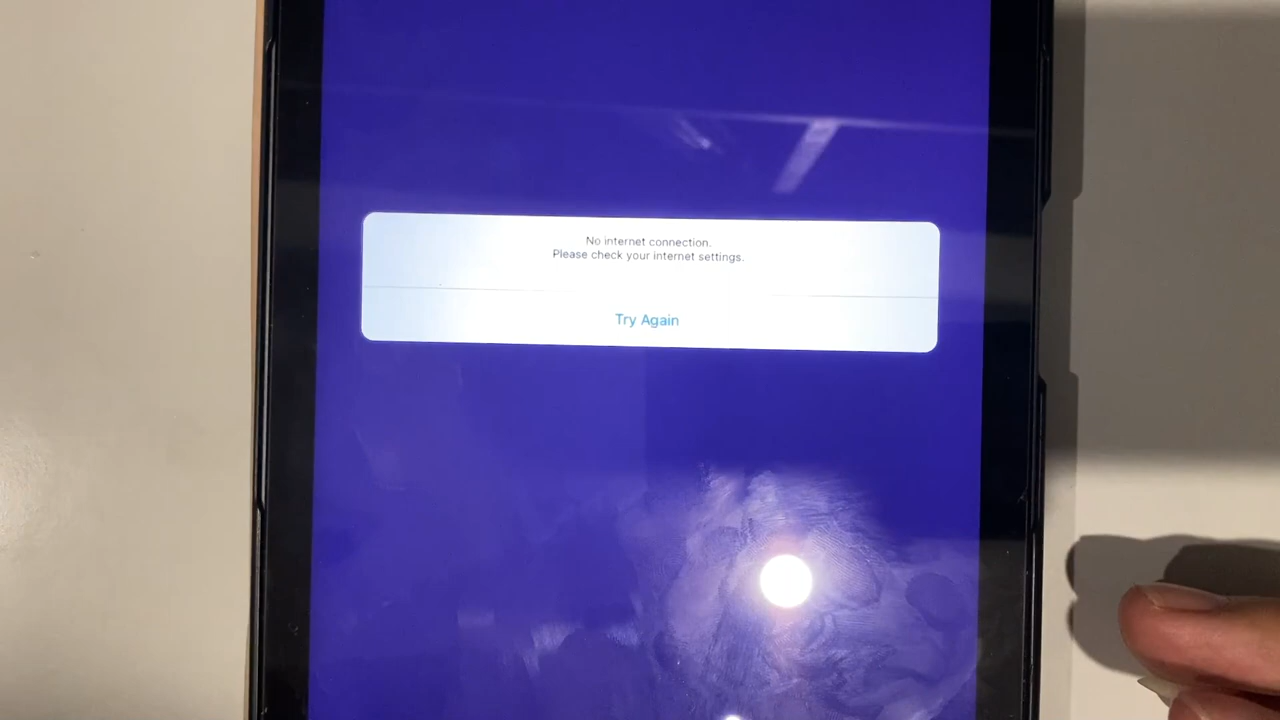 No internet connection.
Please check your internet settings.
Try Again